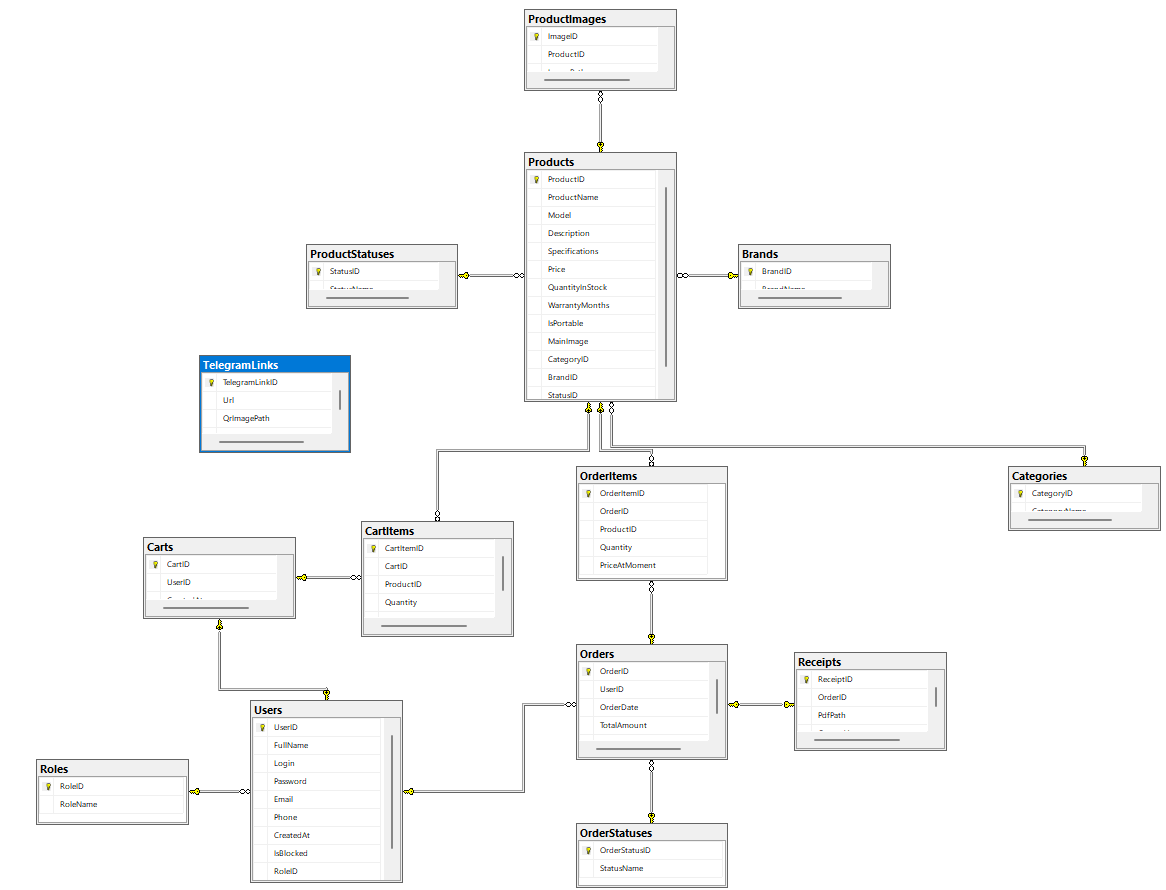 ProductImages
ImageID
ProductID
Products
ProductID
ProductName
Model
Description
Specifications
Price
QuantityInStock
WarrantyMonths
IsPortable
MainImage
CategoryID
BrandID
StatusID
ProductStatuses
StatusID
StatusName
Brands
BrandID
BrandName
TelegramLinks
TelegramLinkID
Url
QrImagePath
OrderItems
OrderItemID
OrderID
ProductID
Quantity
PriceAtMoment
Categories
CategoryID
CategoryName
CartItems
CartItemID
CartID
ProductID
Quantity
Carts
CartID
UserID
Orders
OrderID
UserID
OrderDate
TotalAmount
Receipts
ReceiptID
OrderID
PdfPath
Users
UserID
FullName
Login
Password
Email
Phone
CreatedAt
IsBlocked
RoleID
Roles
RoleID
RoleName
OrderStatuses
OrderStatusID
StatusName